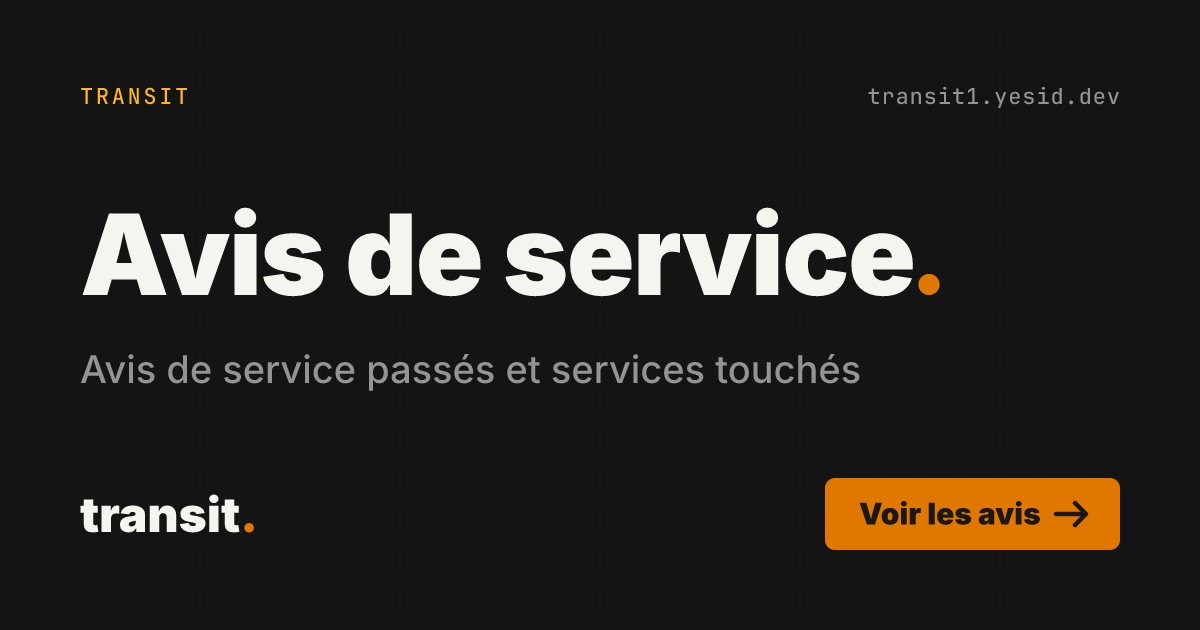 TRANSIT
transit1.yesid.dev
Avis de service.
Avis de service passés et services touchés
transit.
Voir les avis →